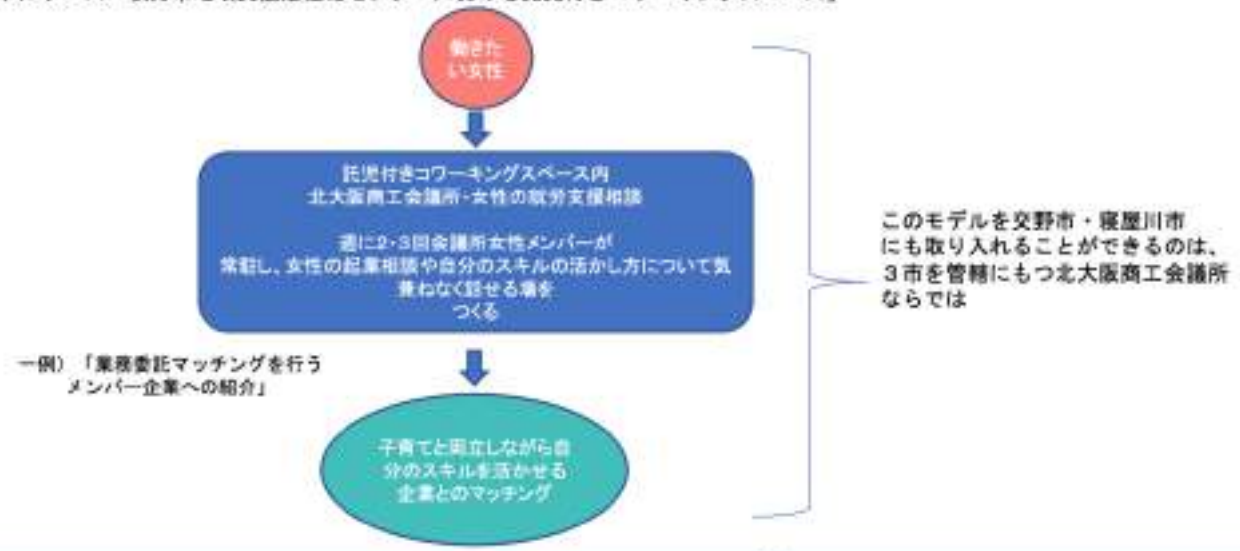 働きた
い女性
託児付きコワーキングスペース内
北大阪商工会議所・女性の就労支援相談
週に2・3回会議所女性メンバーが
常駐し、女性の起業相談や自分のスキルの活かし方について気
兼ねなく話せる場を
つくる
このモデルを交野市・寝屋川市
にも取り入れることができるのは、
3市を管轄にもつ北大阪商工会議所
ならでは
一例）「業務委託マッチングを行う
メンバー企業への紹介」
子育てと両立しながら自
分のスキルを活かせる
企業とのマッチング